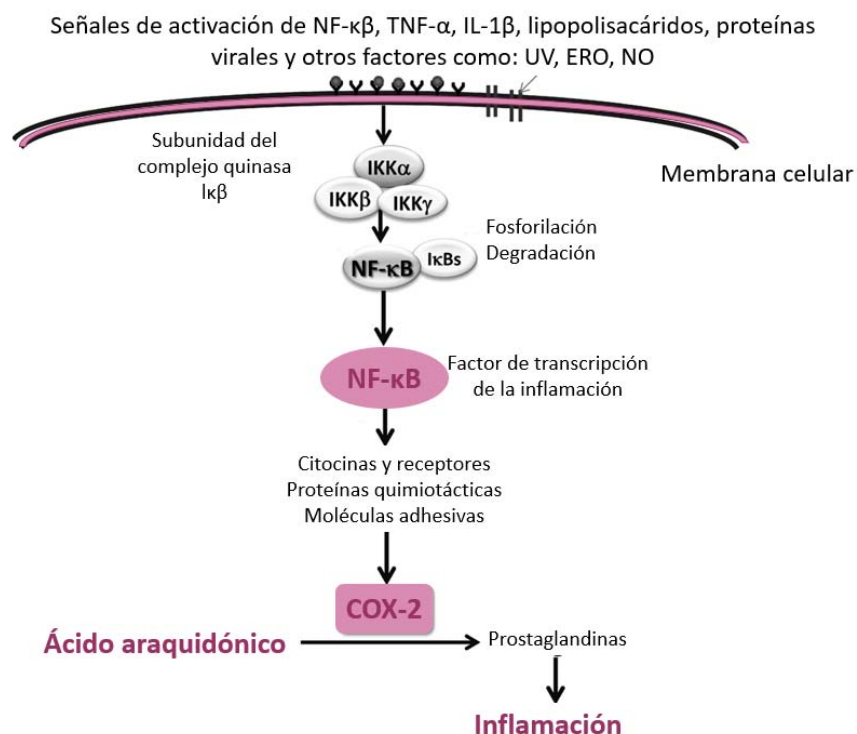 Señales de activación de NF-κβ, TNF-α, IL-1β, lipopolisacáridos, proteínas
virales y otros factores como: UV, ERO, NO
Subunidad del
complejo quinasa
Iκβ
Membrana celular
IKKα
IKKβ
IKKγ
Fosforilación
Degradación
NF-κB
IκBs
NF-κB
Factor de transcripción
de la inflamación
Citocinas y receptores
Proteínas quimiotácticas
Moléculas adhesivas
COX-2
Ácido araquidónico
Prostaglandinas
Inflamación